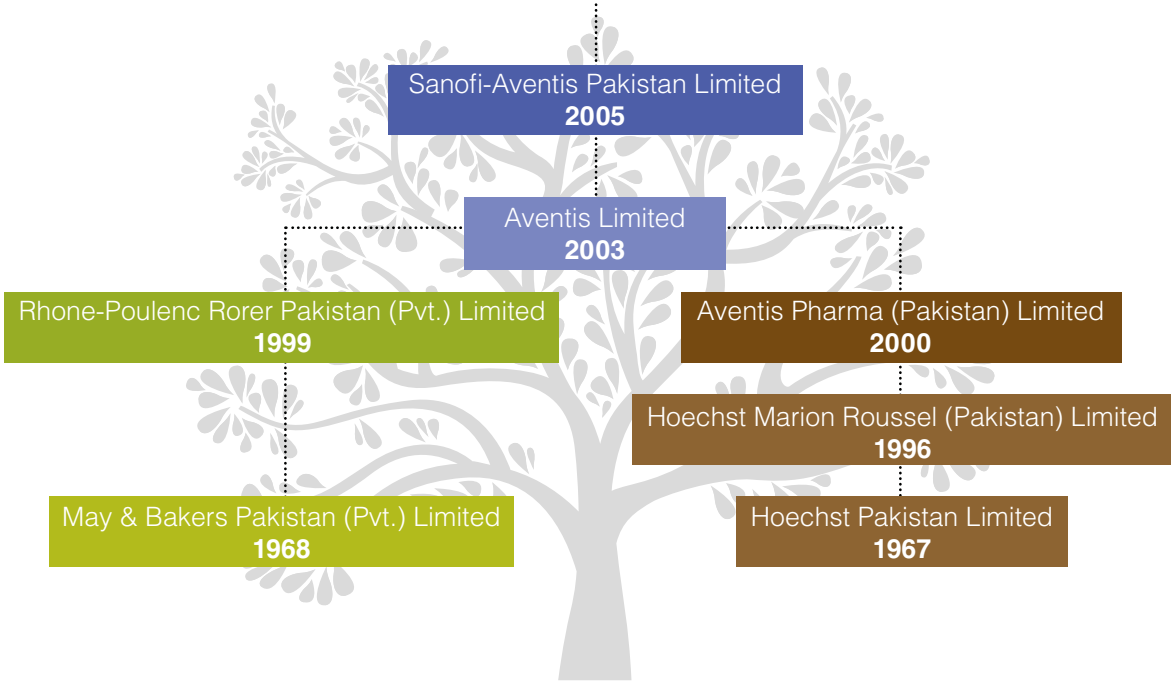 Sanofi-Aventis Pakistan Limited
2005
Aventis Limited
2003
Rhone-Poulenc Rorer Pakistan (Pvt.) Limited
1999
Aventis Pharma (Pakistan) Limited
2000
Hoechst Marion Roussel (Pakistan) Limited
1996
May & Bakers Pakistan (Pvt.) Limited
1968
Hoechst Pakistan Limited
1967